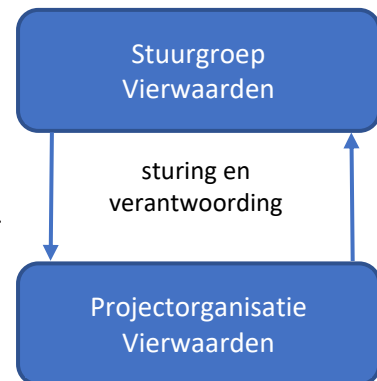 Stuurgroep
Vierwaarden
sturing en
verantwoording
Projectorganisatie
Vierwaarden